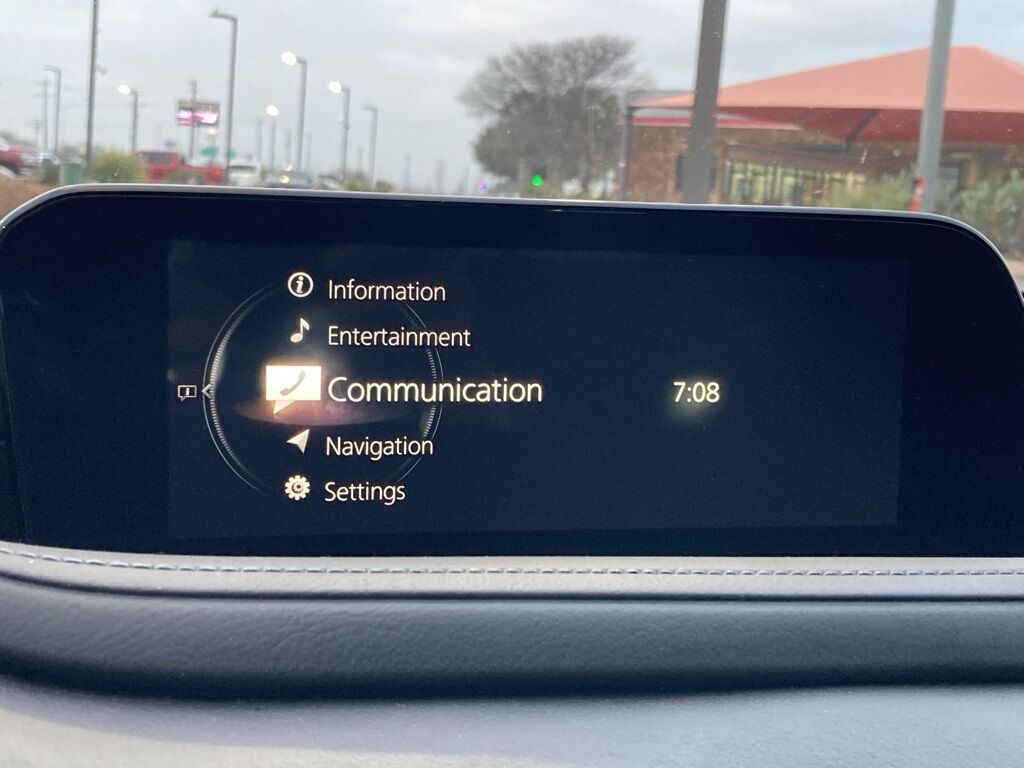 Information
Entertainment
Communication
7:08
Navigation
Settings